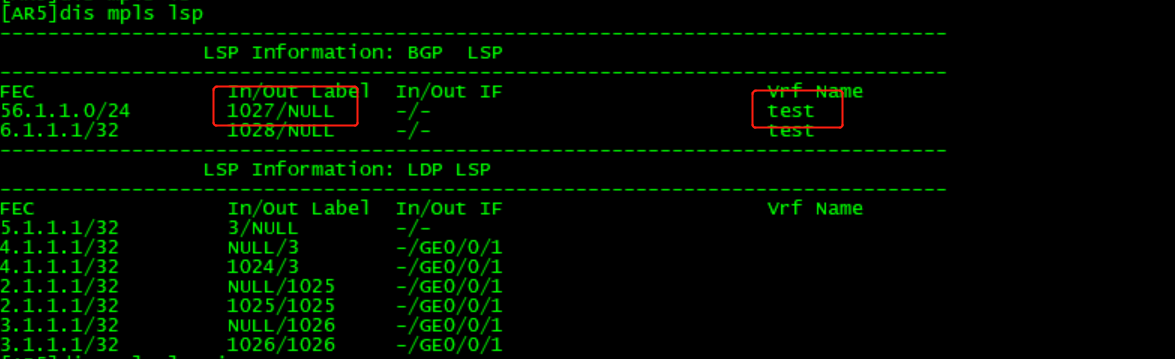 [AR5]dis mpls lsp
-------------------------------------------------------------------------------
LSP Information: BGP  LSP
-------------------------------------------------------------------------------
FEC                In/Out Label  In/Out IF                      Vrf Name
56.1.1.0/24        1027/NULL     -/-                            test
6.1.1.1/32         1028/NULL     -/-                            test
-------------------------------------------------------------------------------
LSP Information: LDP LSP
-------------------------------------------------------------------------------
FEC                In/Out Label  In/Out IF                      Vrf Name
5.1.1.1/32         3/NULL        -/-
4.1.1.1/32         NULL/3        -/GE0/0/1
4.1.1.1/32         1024/3        -/GE0/0/1
2.1.1.1/32         NULL/1025     -/GE0/0/1
2.1.1.1/32         1025/1025     -/GE0/0/1
3.1.1.1/32         NULL/1026     -/GE0/0/1
3.1.1.1/32         1026/1026     -/GE0/0/1